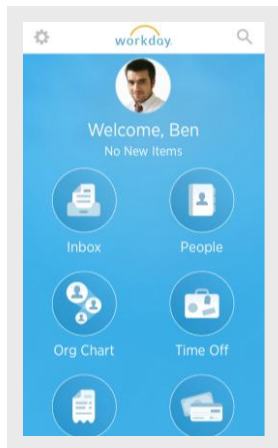 workday.
Welcome, Ben
No New Items
Inbox
People
Org Chart
Time Off